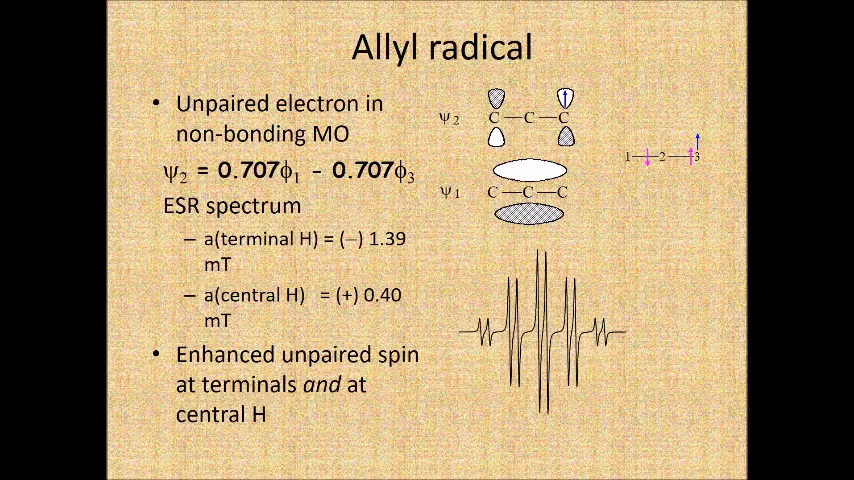 Allyl radical
• Unpaired electron in
non-bonding MO
ψ2 = 0.707ϕ1 - 0.707ϕ3
ESR spectrum
– a(terminal H) = (–) 1.39
mT
– a(central H) = (+) 0.40
mT
• Enhanced unpaired spin
at terminals and at
central H
ψ2 C—C—C
ψ1 C—C—C
1—2—3